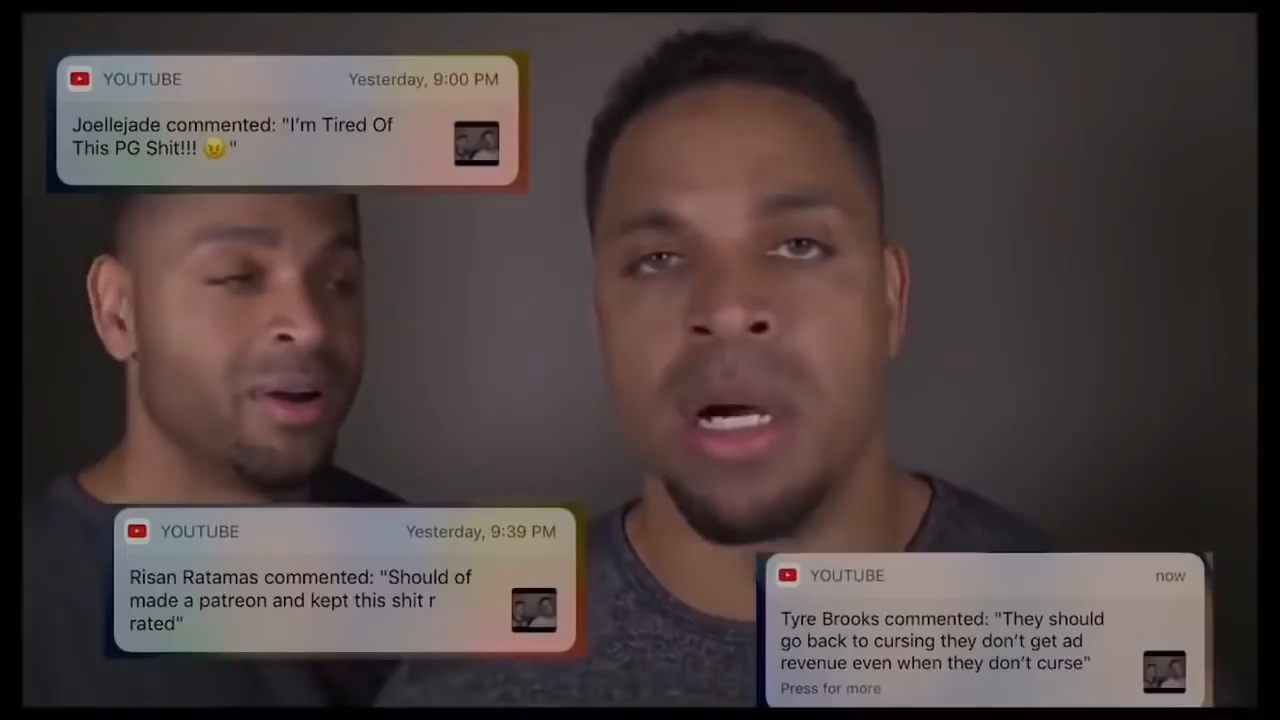 YOUTUBE Yesterday, 9:00 PM
Joellejade commented: "I'm Tired Of
This PG Shit!!! 😠"
YOUTUBE Yesterday, 9:39 PM
Risan Ratamas commented: "Should of
made a patreon and kept this shit r
rated"
YOUTUBE now
Tyre Brooks commented: "They should
go back to cursing they don't get ad
revenue even when they don't curse"
Press for more